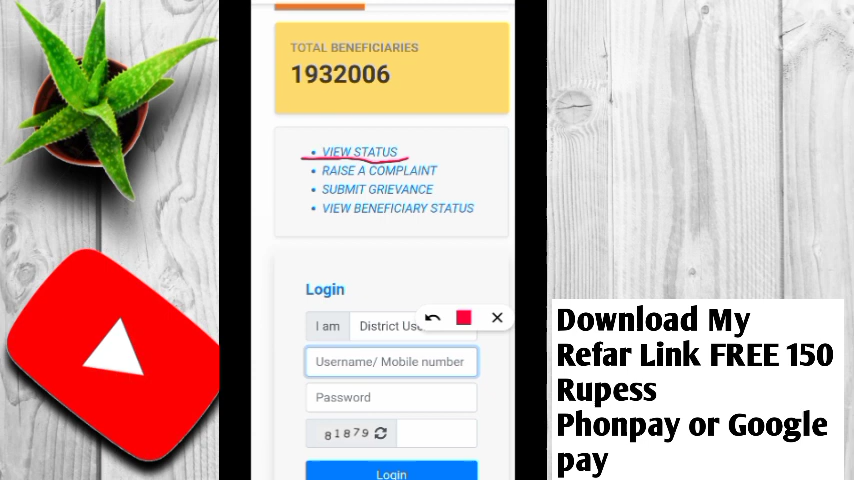 TOTAL BENEFICIARIES
1932006
VIEW STATUS
RAISE A COMPLAINT
SUBMIT GRIEVANCE
VIEW BENEFICIARY STATUS
Login
I am District
Username/ Mobile number
Password
81879
Login
Download My
Refar Link FREE 150
Rupess
Phonpay or Google
pay